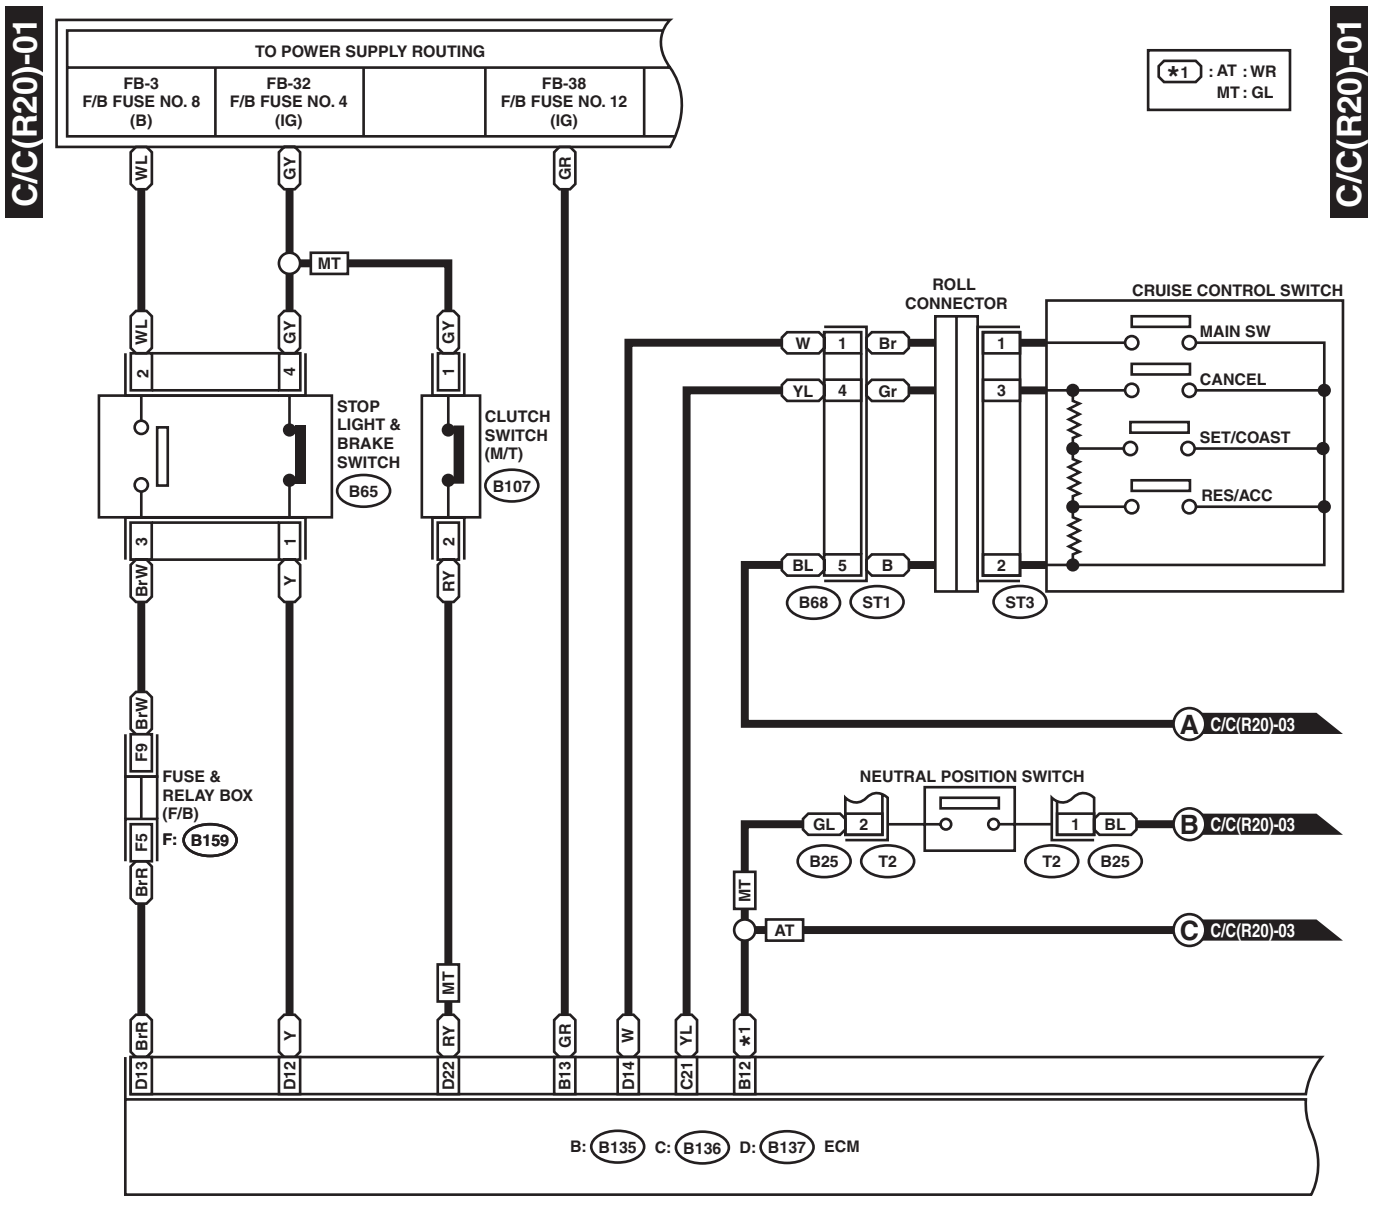 C/C(R20)-01
C/C(R20)-01
TO POWER SUPPLY ROUTING
FB-3
F/B FUSE NO. 8
(B)
FB-32
F/B FUSE NO. 4
(IG)
FB-38
F/B FUSE NO. 12
(IG)
*1 : AT : WR
MT : GL
WL
GY
GR
MT
WL
GY
GY
2
4
1
STOP
LIGHT &
BRAKE
SWITCH
B65
CLUTCH
SWITCH
(M/T)
B107
3
1
2
BrW
Y
RY
BrW
F9
FUSE &
RELAY BOX
(F/B)
F: B159
F5
BrR
ROLL
CONNECTOR
CRUISE CONTROL SWITCH
W 1 Br
1
MAIN SW
YL 4 Gr
3
CANCEL
SET/COAST
RES/ACC
BL 5 B
2
B68
ST1
ST3
A C/C(R20)-03
NEUTRAL POSITION SWITCH
GL 2
1 BL
B C/C(R20)-03
B25
T2
T2
B25
MT
AT
C C/C(R20)-03
MT
BrR
Y
RY
GR
W
YL
*1
D13
D12
D22
B13
D14
C21
B12
B: B135 C: B136 D: B137 ECM